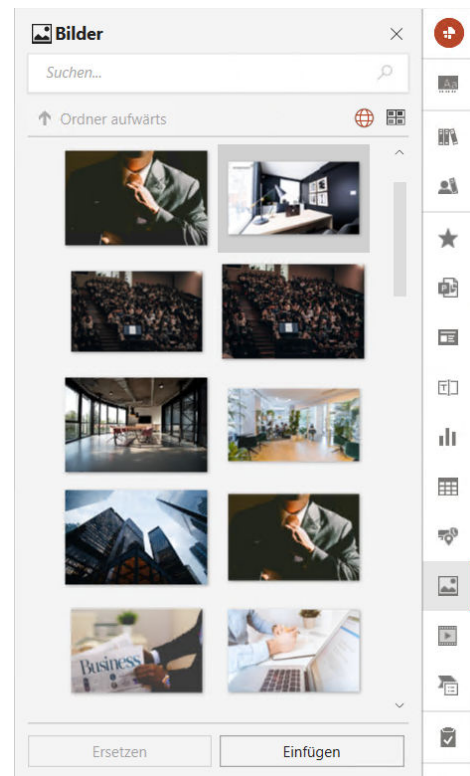 Bilder
Suchen...
Ordner aufwärts
Business
Ersetzen
Einfügen